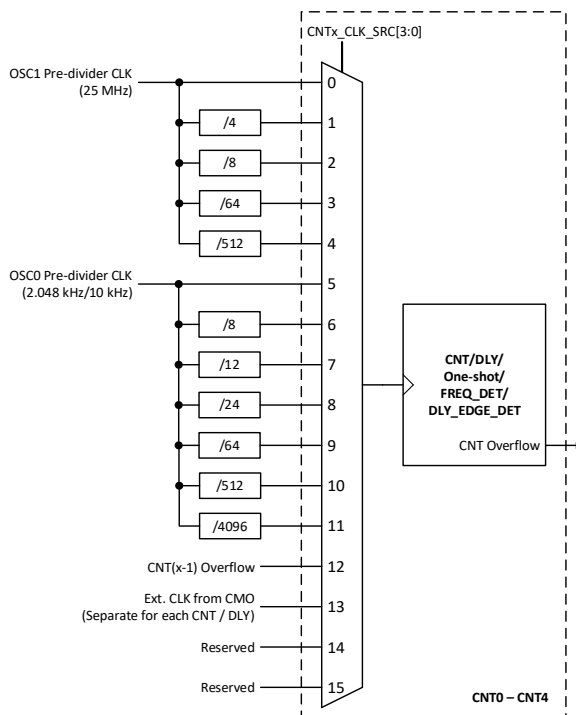 CNTx_CLK_SRC[3:0]
OSC1 Pre-divider CLK
(25 MHz)
0
/4
1
/8
2
/64
3
/512
4
OSC0 Pre-divider CLK
(2.048 kHz/10 kHz)
5
/8
6
/12
7
/24
8
/64
9
/512
10
/4096
11
CNT(x-1) Overflow
12
Ext. CLK from CMO
(Separate for each CNT / DLY)
13
Reserved
14
Reserved
15
CNT/DLY/
One-shot/
FREQ_DET/
DLY_EDGE_DET
CNT Overflow
CNT0 – CNT4